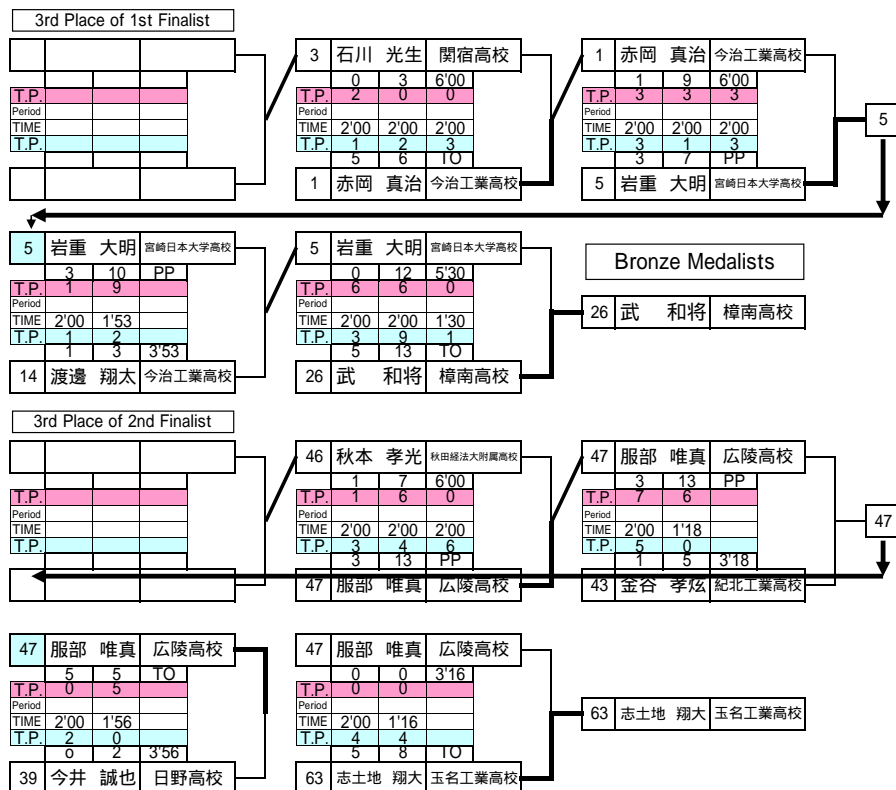 3rd Place of 1st Finalist
3 石川 光生 関宿高校 1 赤岡 真治 今治工業高校
0 3 6'00 1 9 6'00
T.P. T.P. 2 0 0 T.P. 3 3 3
Period Period Period 5
TIME TIME 2'00 2'00 2'00 TIME 2'00 2'00 2'00
T.P. T.P. 1 2 3 T.P. 3 1 3
5 6 TO 3 7 PP
1 赤岡 真治 今治工業高校 5 岩重 大明 宮崎日本大学高校
5 岩重 大明 宮崎日本大学高校 5 岩重 大明 宮崎日本大学高校
3 10 PP 0 12 5'30 Bronze Medalists
T.P. 1 9 T.P. 6 6 0
Period Period 26 武 和将 樟南高校
TIME 2'00 1'53 TIME 2'00 2'00 1'30
T.P. 1 2 T.P. 3 9 1
1 3 3'53 5 13 TO
14 渡邊 翔太 今治工業高校 26 武 和将 樟南高校
3rd Place of 2nd Finalist
46 秋本 孝光 秋田経法大附属高校 47 服部 唯真 広陵高校
1 7 6'00 3 13 PP
T.P. T.P. 1 6 0 T.P. 7 6
Period Period Period 47
TIME TIME 2'00 2'00 2'00 TIME 2'00 1'18
T.P. T.P. 3 4 6 T.P. 5 0
3 13 PP 1 5 3'18
47 服部 唯真 広陵高校 43 金谷 孝炫 紀北工業高校
47 服部 唯真 広陵高校 47 服部 唯真 広陵高校
5 5 TO 0 0 3'16
T.P. 0 5 T.P. 0 0
Period Period 63 志土地 翔大 玉名工業高校
TIME 2'00 1'56 TIME 2'00 1'16
T.P. 2 0 T.P. 4 4
o 2 3'56 5 8 TO
39 今井 誠也 日野高校 63 志土地 翔大 玉名工業高校